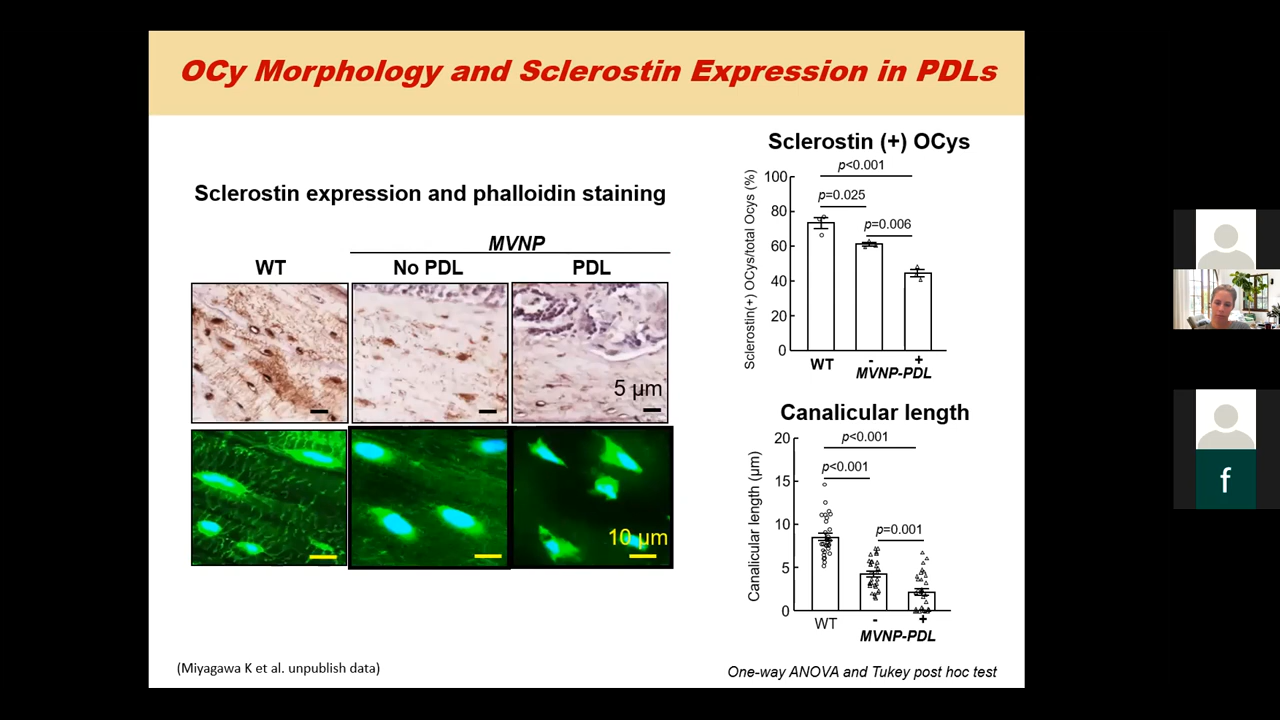 OCy Morphology and Sclerostin Expression in PDLs
Sclerostin expression and phalloidin staining
MVNP
WT
No PDL
PDL
5 µm
10 µm
Sclerostin (+) OCys
p<0.001
p=0.025
p=0.006
Sclerostin(+) OCys/total Ocys (%)
100
80
60
40
20
0
WT
-
+
MVNP-PDL
Canalicular length
p<0.001
p<0.001
p=0.001
Canalicular length (µm)
20
15
10
5
0
WT
-
+
MVNP-PDL
(Miyagawa K et al. unpublish data)
One-way ANOVA and Tukey post hoc test
f